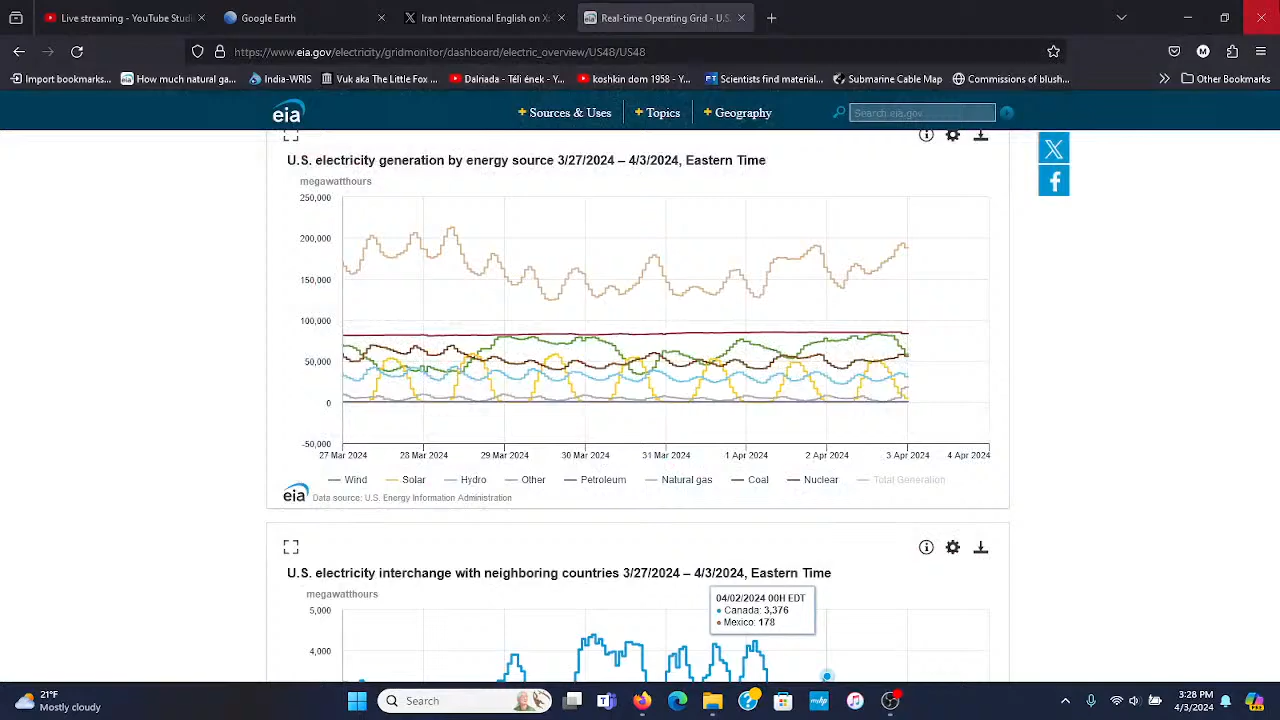 Live streaming - YouTube Studi
Google Earth
Iran International English on X
Real-time Operating Grid - U.S.
https://www.eia.gov/electricity/gridmonitor/dashboard/electric_overview/US48/US48
Import bookmarks...
How much natural ga...
India-WRIS
Vuk aka The Little Fox ...
Dalriada - Téli ének - Y...
koshkin dom 1958 - Y...
Scientists find material...
Submarine Cable Map
Commissions of blush...
Other Bookmarks
eia
+ Sources & Uses
+ Topics
+ Geography
Search eia.gov
U.S. electricity generation by energy source 3/27/2024 – 4/3/2024, Eastern Time
megawatthours
250,000
200,000
150,000
100,000
50,000
0
-50,000
27 Mar 2024 28 Mar 2024 29 Mar 2024 30 Mar 2024 31 Mar 2024 1 Apr 2024 2 Apr 2024 3 Apr 2024 4 Apr 2024
Wind Solar Hydro Other Petroleum Natural gas Coal Nuclear Total Generation
eia Data source: U.S. Energy Information Administration
U.S. electricity interchange with neighboring countries 3/27/2024 – 4/3/2024, Eastern Time
megawatthours
5,000
4,000
04/02/2024 00H EDT
Canada: 3,376
Mexico: 178
21°F
Mostly cloudy
Search
3:28 PM
4/3/2024